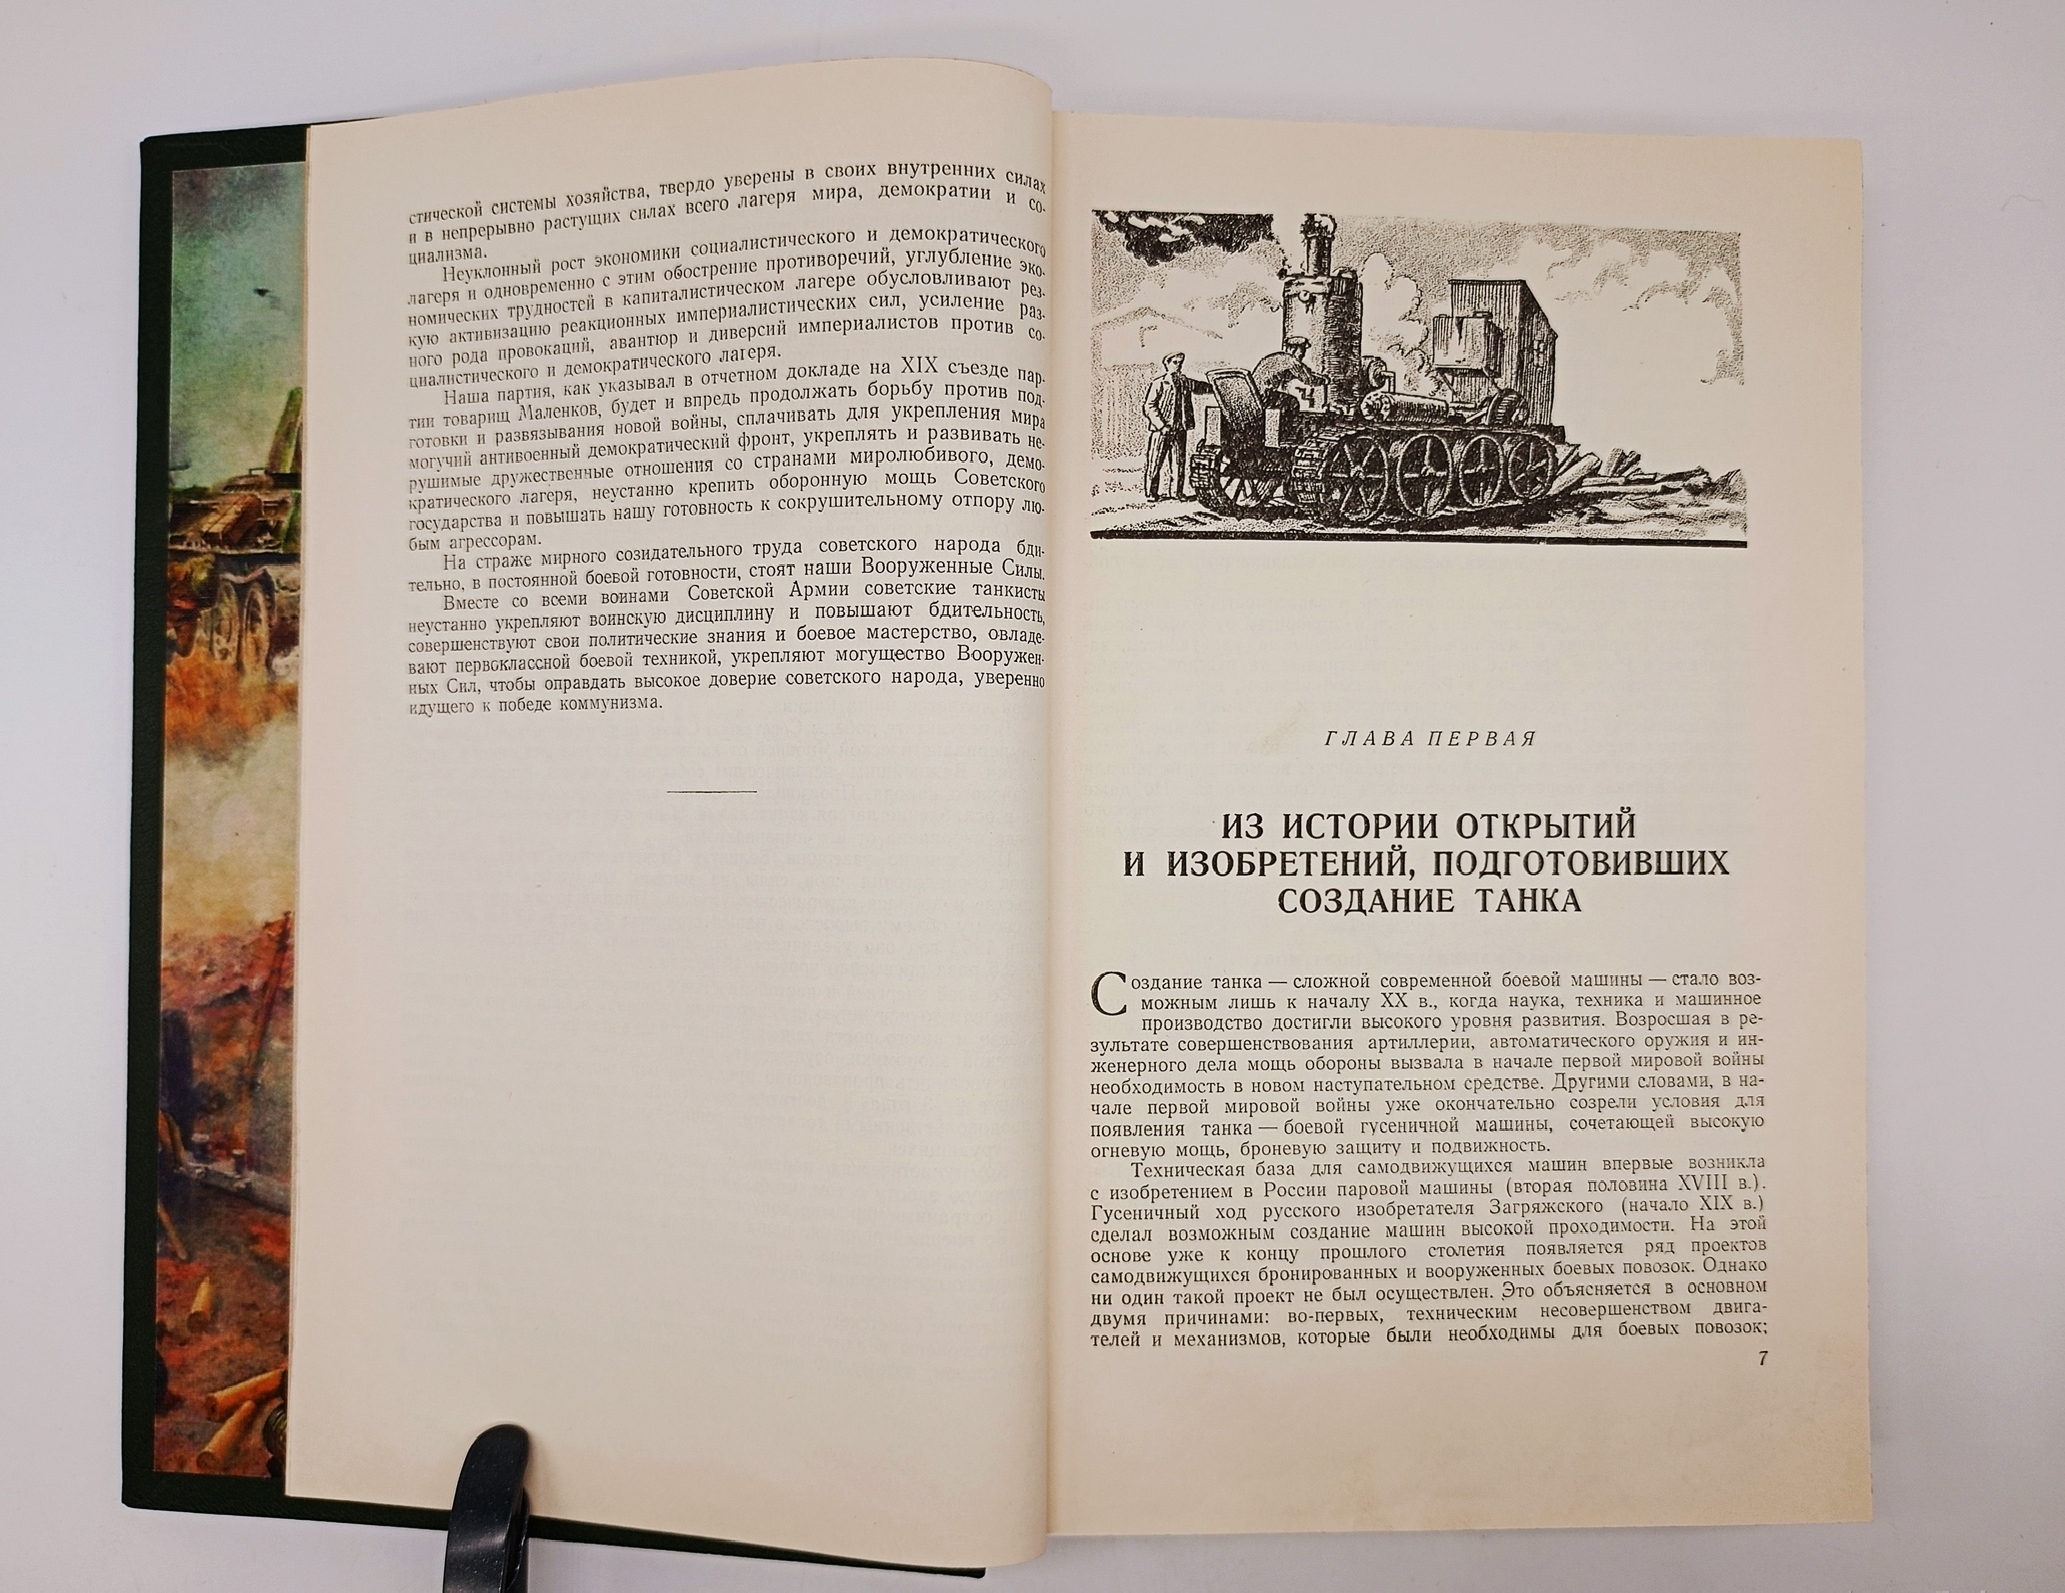 стической системы хозяйства, твердо уверены в своих внутренних силах
и в непрерывно растущих силах всего лагеря мира, демократии и со-
циализма.
Неуклонный рост экономики социалистического и демократического
лагеря и одновременно с этим обострение противоречий, углубление эко-
номических трудностей в капиталистическом лагере обусловливают рез-
кую активизацию реакционных империалистических сил, усиление раз-
ного рода провокаций, авантюр и диверсий империалистов против со-
циалистического и демократического лагеря.
Наша партия, как указывал в отчетном докладе на XIX съезде пар-
тии товарищ Маленков, будет и впредь продолжать борьбу против под-
готовки и развязывания новой войны, сплачивать для укрепления мира
могучий антивоенный демократический фронт, укреплять и развивать не-
рушимые дружественные отношения со странами миролюбивого, демо-
кратического лагеря, неустанно крепить оборонную мощь Советского
государства и повышать нашу готовность к сокрушительному отпору лю-
бым агрессорам.
На страже мирного созидательного труда советского народа бди-
тельно, в постоянной боевой готовности, стоят наши Вооруженные Силы.
Вместе со всеми воинами Советской Армии советские танкисты
неустанно укрепляют воинскую дисциплину и повышают бдительность,
совершенствуют свои политические знания и боевое мастерство, овладе-
вают первоклассной боевой техникой, укрепляют могущество Вооружен-
ных Сил, чтобы оправдать высокое доверие советского народа, уверенно
идущего к победе коммунизма.
ГЛАВА ПЕРВАЯ
ИЗ ИСТОРИИ ОТКРЫТИЙ
И ИЗОБРЕТЕНИЙ, ПОДГОТОВИВШИХ
СОЗДАНИЕ ТАНКА
Создание танка — сложной современной боевой машины — стало воз-
можным лишь к началу XX в., когда наука, техника и машинное
производство достигли высокого уровня развития. Возросшая в ре-
зультате совершенствования артиллерии, автоматического оружия и ин-
женерного дела мощь обороны вызвала в начале первой мировой войны
необходимость в новом наступательном средстве. Другими словами, в на-
чале первой мировой войны уже окончательно созрели условия для
появления танка — боевой гусеничной машины, сочетающей высокую
огневую мощь, броневую защиту и подвижность.
Техническая база для самодвижущихся машин впервые возникла
с изобретением в России паровой машины (вторая половина XVIII в.).
Гусеничный ход русского изобретателя Загряжского (начало XIX в.)
сделал возможным создание машин высокой проходимости. На этой
основе уже к концу прошлого столетия появляется ряд проектов
самодвижущихся бронированных и вооруженных боевых повозок. Однако
ни один такой проект не был осуществлен. Это объясняется в основном
двумя причинами: во-первых, техническим несовершенством двига-
телей и механизмов, которые были необходимы для боевых повозок;
7